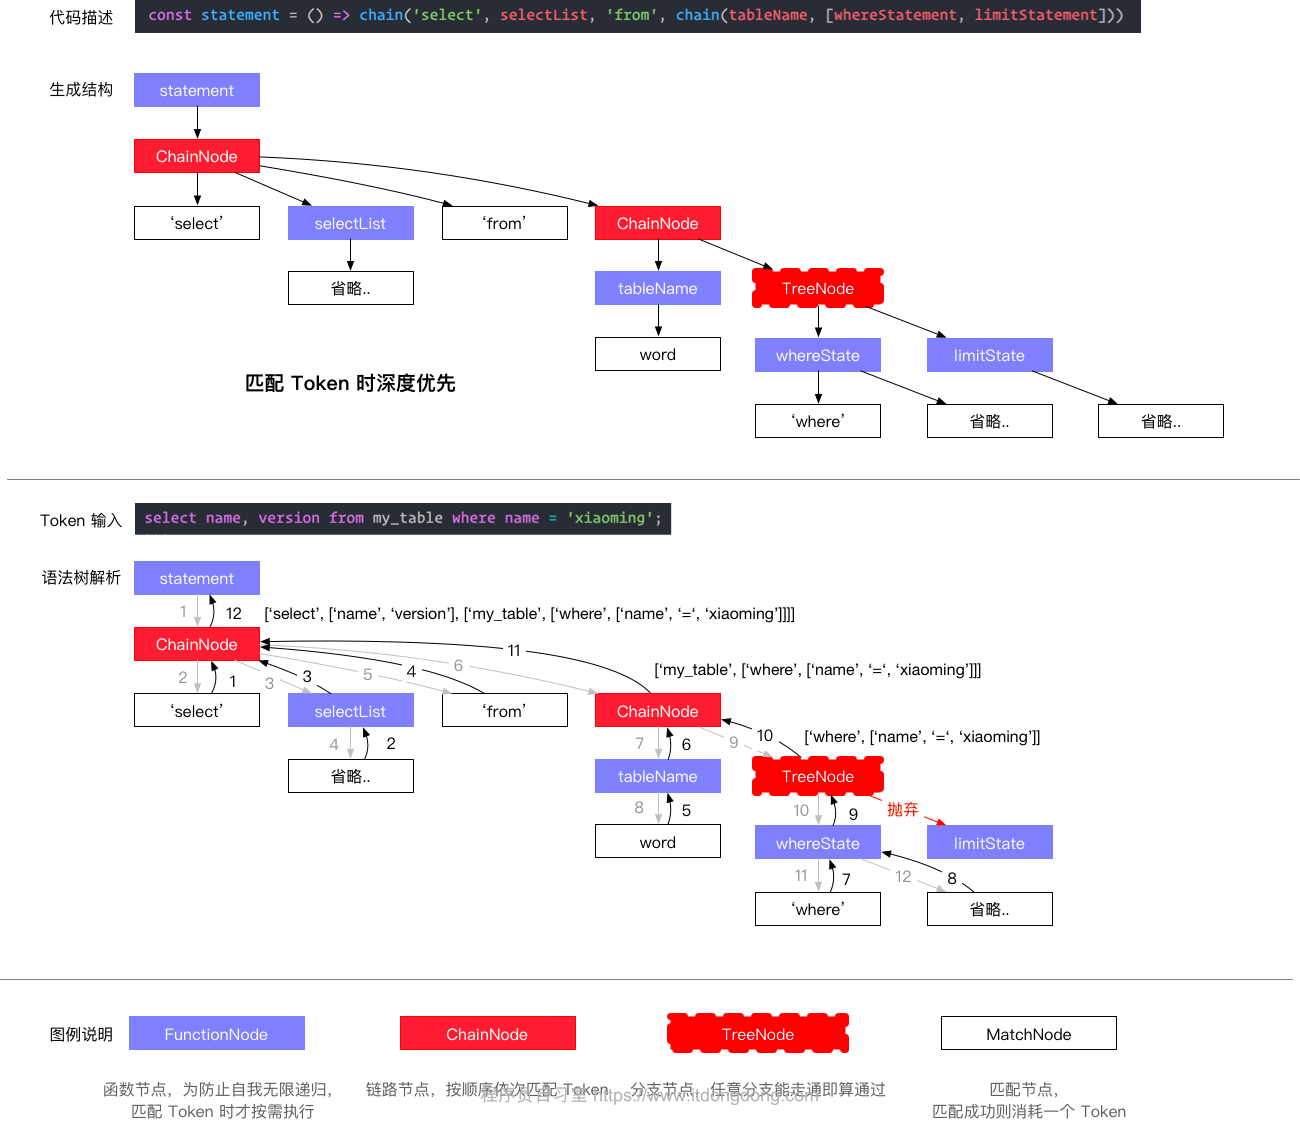 代码描述
const statement = () => chain('select', selectList, 'from', chain(tableName, [whereStatement, limitStatement]))
生成结构
statement
ChainNode
‘select’
selectList
‘from’
ChainNode
省略..
tableName
TreeNode
word
whereState
limitState
匹配 Token 时深度优先
‘where’
省略..
省略..
Token 输入
select name, version from my_table where name = 'xiaoming';
语法树解析
statement
1
12
[‘select’, [‘name’, ‘version’], [‘my_table’, [‘where’, [‘name’, ‘=‘, ‘xiaoming’]]]]
ChainNode
11
6
[‘my_table’, [‘where’, [‘name’, ‘=‘, ‘xiaoming’]]]
2
1
3
3
5
4
‘select’
selectList
‘from’
ChainNode
4
2
7
6
9
10
[‘where’, [‘name’, ‘=‘, ‘xiaoming’]]
省略..
tableName
TreeNode
8
5
10
9
抛弃
word
whereState
limitState
11
7
12
8
‘where’
省略..
图例说明
FunctionNode
ChainNode
TreeNode
MatchNode
函数节点，为防止自我无限递归，
匹配 Token 时才按需执行
链路节点，按顺序依次匹配 Token
分支节点，任意分支能走通即算通过
匹配节点，
匹配成功则消耗一个 Token
程序员自习室 https://www.itdongdong.com